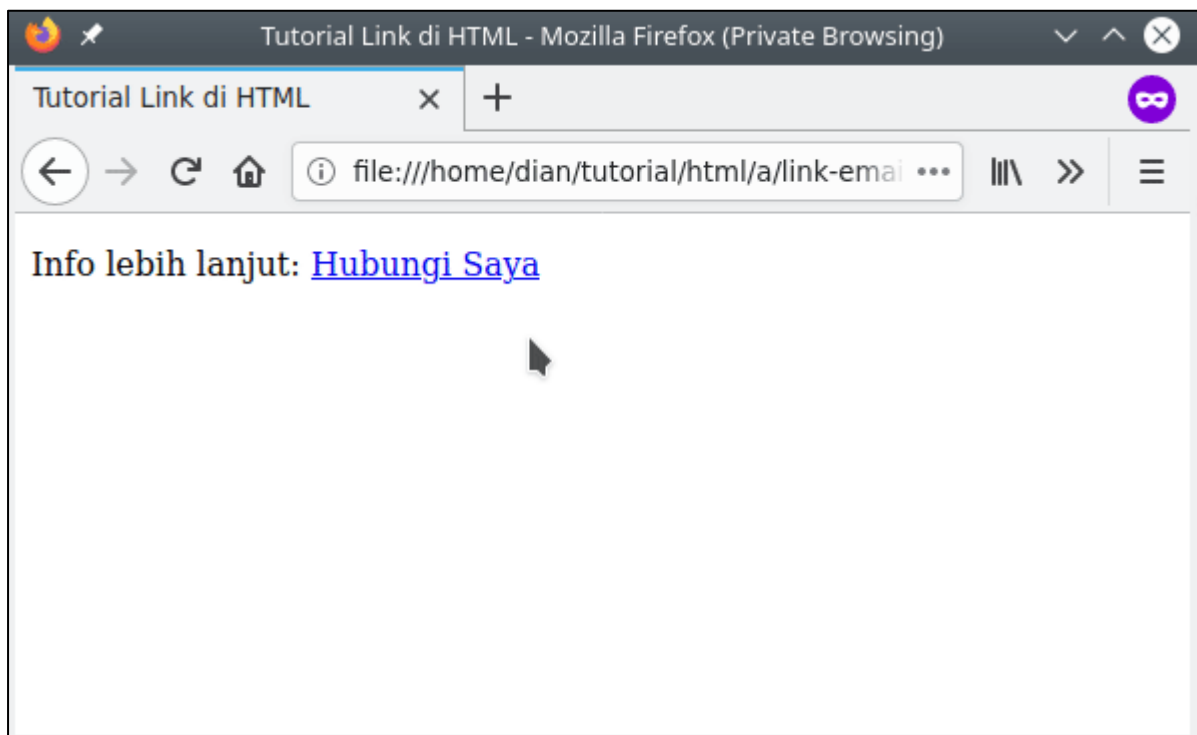 Tutorial Link di HTML - Mozilla Firefox (Private Browsing)
Tutorial Link di HTML
file:///home/dian/tutorial/html/a/link-emai
Info lebih lanjut: Hubungi Saya